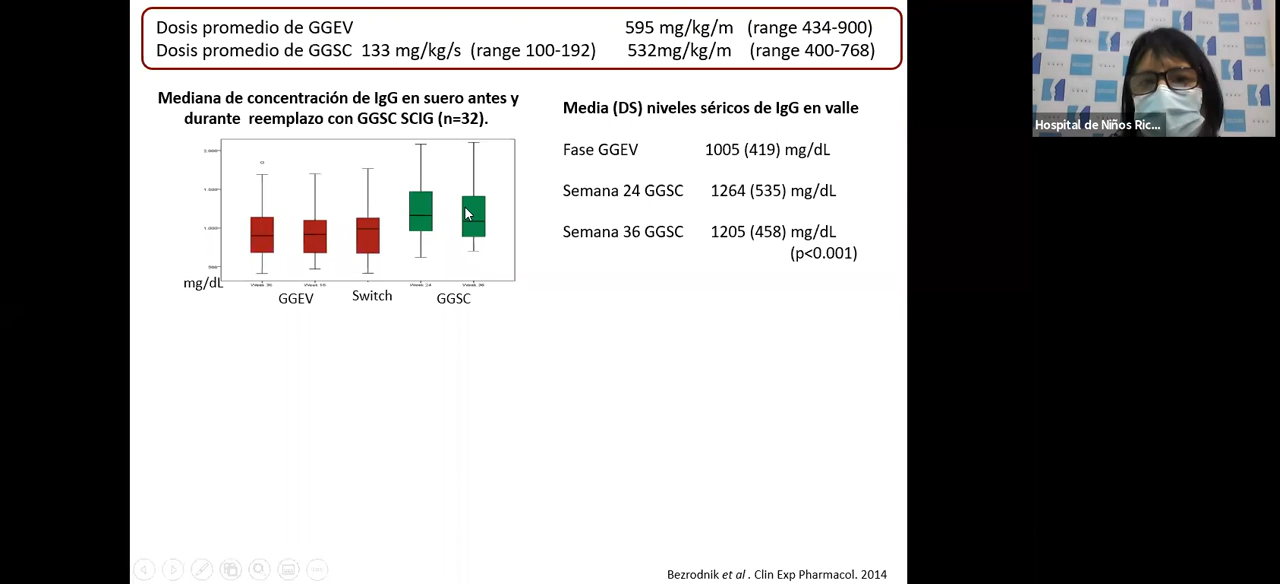 Dosis promedio de GGEV 595 mg/kg/m (range 434-900)
Dosis promedio de GGSC 133 mg/kg/s (range 100-192) 532mg/kg/m (range 400-768)
Mediana de concentración de IgG en suero antes y
durante reemplazo con GGSC SCIG (n=32).
mg/dL
GGEV Switch GGSC
Media (DS) niveles séricos de IgG en valle
Fase GGEV 1005 (419) mg/dL
Semana 24 GGSC 1264 (535) mg/dL
Semana 36 GGSC 1205 (458) mg/dL
(p<0.001)
Bezrodnik et al . Clin Exp Pharmacol. 2014
Hospital de Niños Ric...